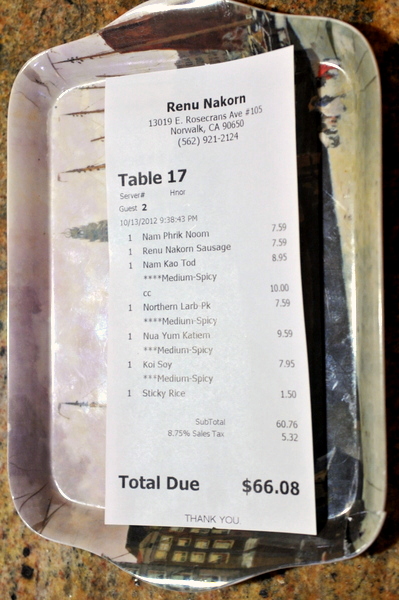 Renu Nakorn
13019 E. Rosecrans Ave #105
Norwalk, CA 90650
(562) 921-2124
Table 17
Server# Hnor
Guest 2
10/13/2012 9:38:43 PM
1 Nam Phrik Noom 7.59
1 Renu Nakorn Sausage 7.59
1 Nam Kao Tod 8.95
****Medium-Spicy
cc 10.00
1 Northern Larb Pk 7.59
****Medium-Spicy
1 Nua Yum Katiem 9.59
***Medium-Spicy
1 Koi Soy 7.95
***Medium-Spicy
1 Sticky Rice 1.50
SubTotal 60.76
8.75% Sales Tax 5.32
Total Due $66.08
THANK YOU